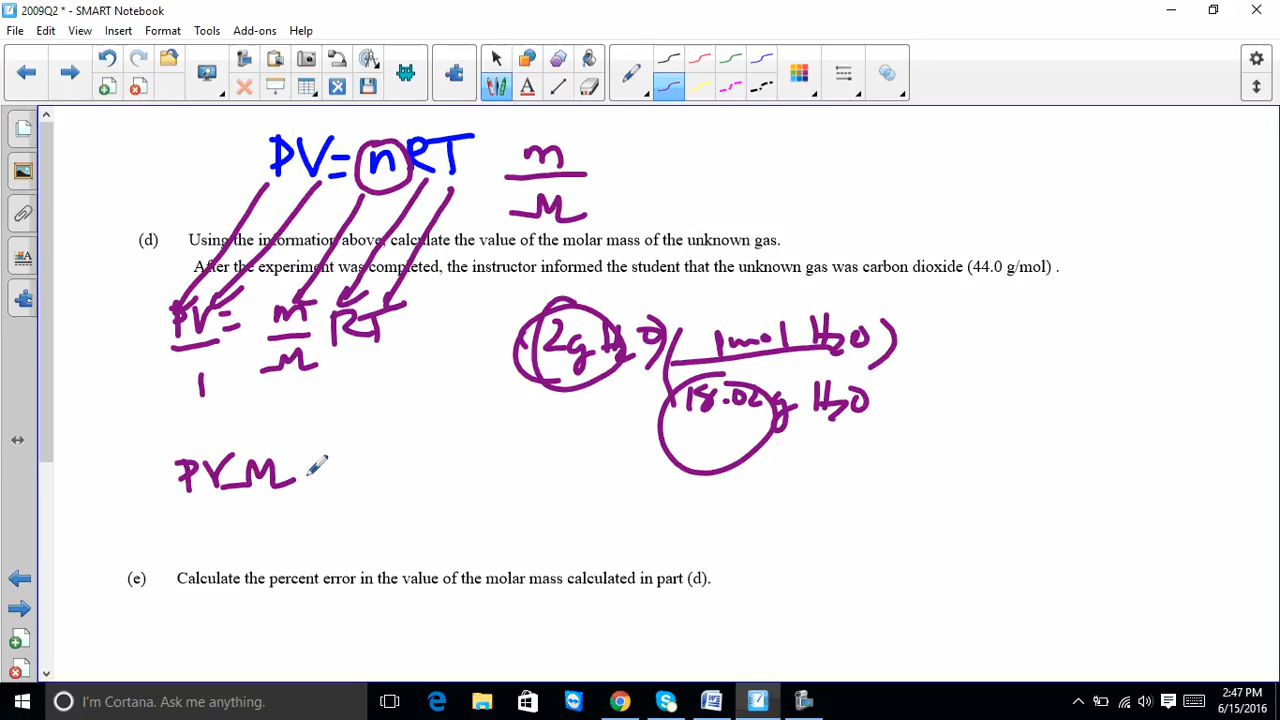 2009Q2 * - SMART Notebook
File Edit View Insert Format Tools Add-ons Help
PV=nRT
m
M
(d) Using the information above, calculate the value of the molar mass of the unknown gas.
After the experiment was completed, the instructor informed the student that the unknown gas was carbon dioxide (44.0 g/mol) .
PV= m RT
1 M
(2g H2O)(1mol H2O)
18.02g H2O
PVM
(e) Calculate the percent error in the value of the molar mass calculated in part (d).
I'm Cortana. Ask me anything.
2:47 PM
6/15/2016